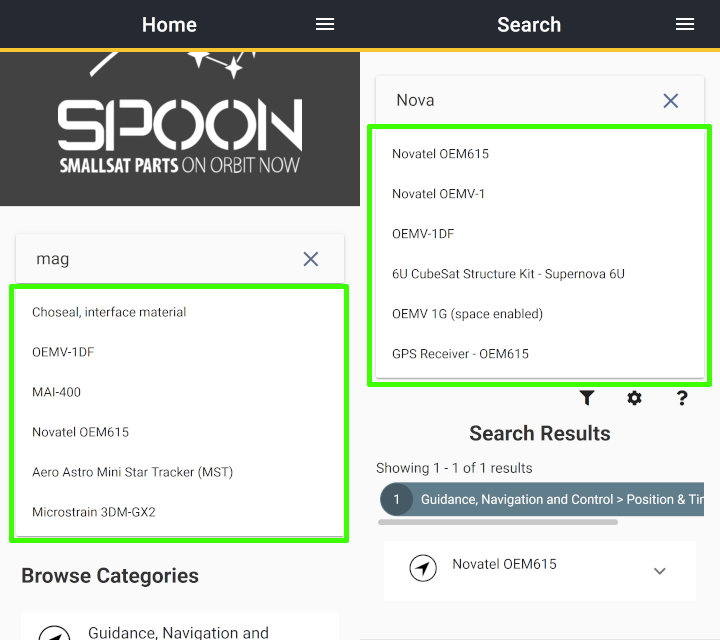 Home
SPOON
SMALLSAT PARTS ON ORBIT NOW
mag
Choseal, interface material
OEMV-1DF
MAI-400
Novatel OEM615
Aero Astro Mini Star Tracker (MST)
Microstrain 3DM-GX2
Browse Categories
Guidance, Navigation and
Search
Nova
Novatel OEM615
Novatel OEMV-1
OEMV-1DF
6U CubeSat Structure Kit - Supernova 6U
OEMV 1G (space enabled)
GPS Receiver - OEM615
?
Search Results
Showing 1 - 1 of 1 results
1 Guidance, Navigation and Control > Position & Tim
Novatel OEM615